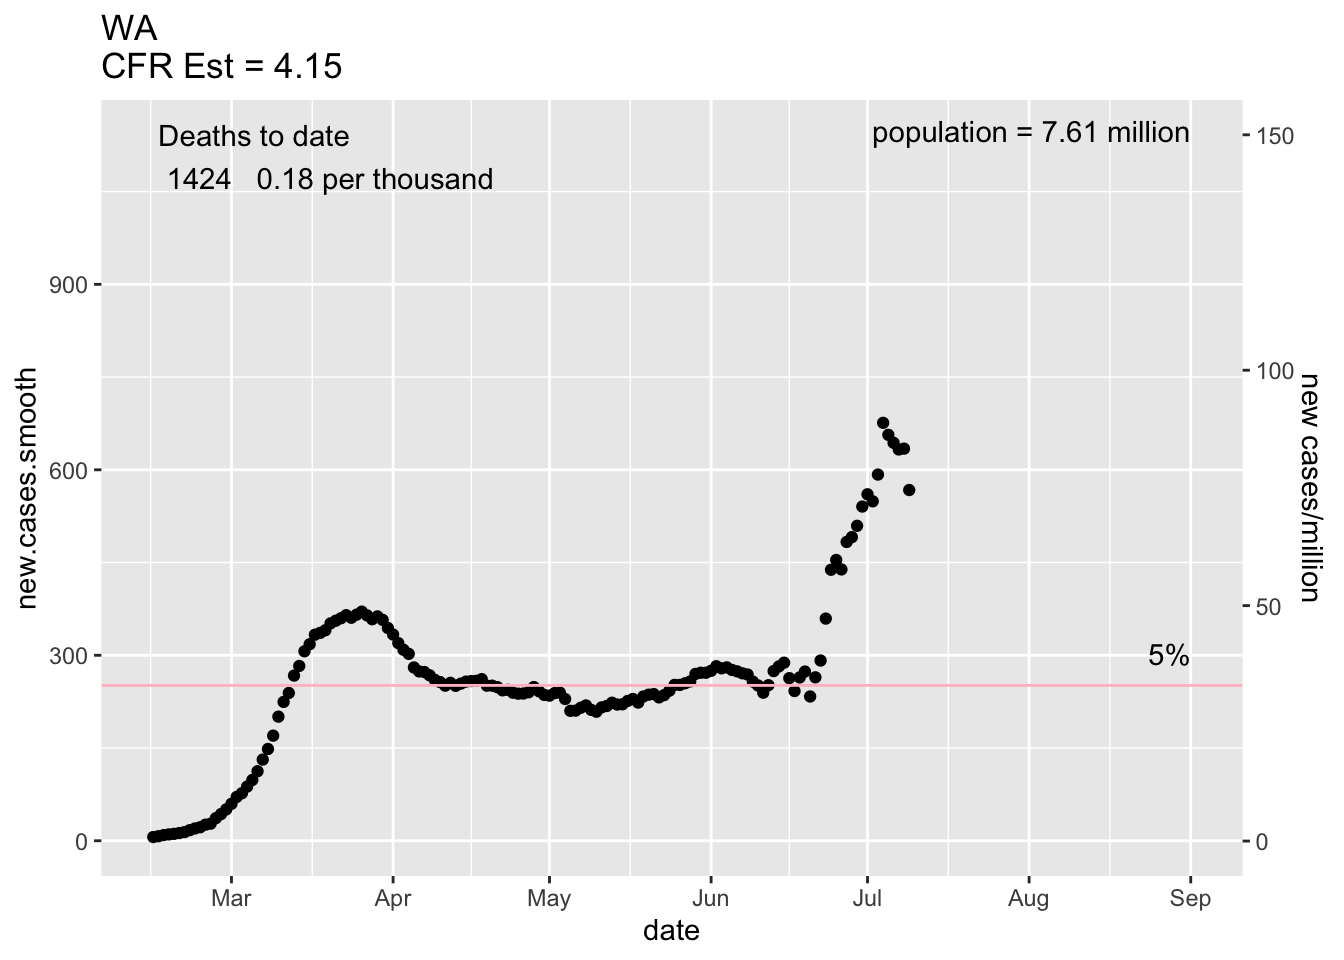 WA
CFR Est = 4.15
Deaths to date
1424 0.18 per thousand
population = 7.61 million
150
900
100
600
50
300
5%
0
0
new.cases.smooth
new cases/million
Mar Apr May Jun Jul Aug Sep
date